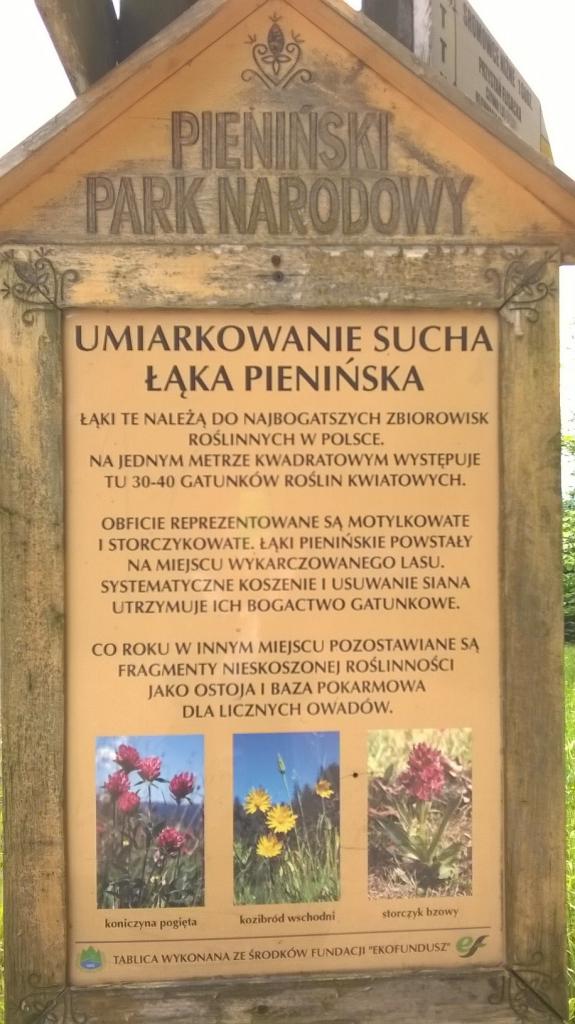 PIENIŃSKI
PARK NARODOWY
UMIARKOWANIE SUCHA
ŁĄKA PIENIŃSKA
ŁĄKI TE NALEŻĄ DO NAJBOGATSZYCH ZBIOROWISK
ROŚLINNYCH W POLSCE.
NA JEDNYM METRZE KWADRATOWYM WYSTĘPUJE
TU 30-40 GATUNKÓW ROŚLIN KWIATOWYCH.
OBFICIE REPREZENTOWANE SĄ MOTYLKOWATE
I STORCZYKOWATE. ŁĄKI PIENIŃSKIE POWSTAŁY
NA MIEJSCU WYKARCZOWANEGO LASU.
SYSTEMATYCZNE KOSZENIE I USUWANIE SIANA
UTRZYMUJE ICH BOGACTWO GATUNKOWE.
CO ROKU W INNYM MIEJSCU POZOSTAWIANE SĄ
FRAGMENTY NIESKOSZONEJ ROŚLINNOŚCI
JAKO OSTOJA I BAZA POKARMOWA
DLA LICZNYCH OWADÓW.
koniczyna pogięta
kozibród wschodni
storczyk bzowy
TABLICA WYKONANA ZE ŚRODKÓW FUNDACJI "EKOFUNDUSZ" ef